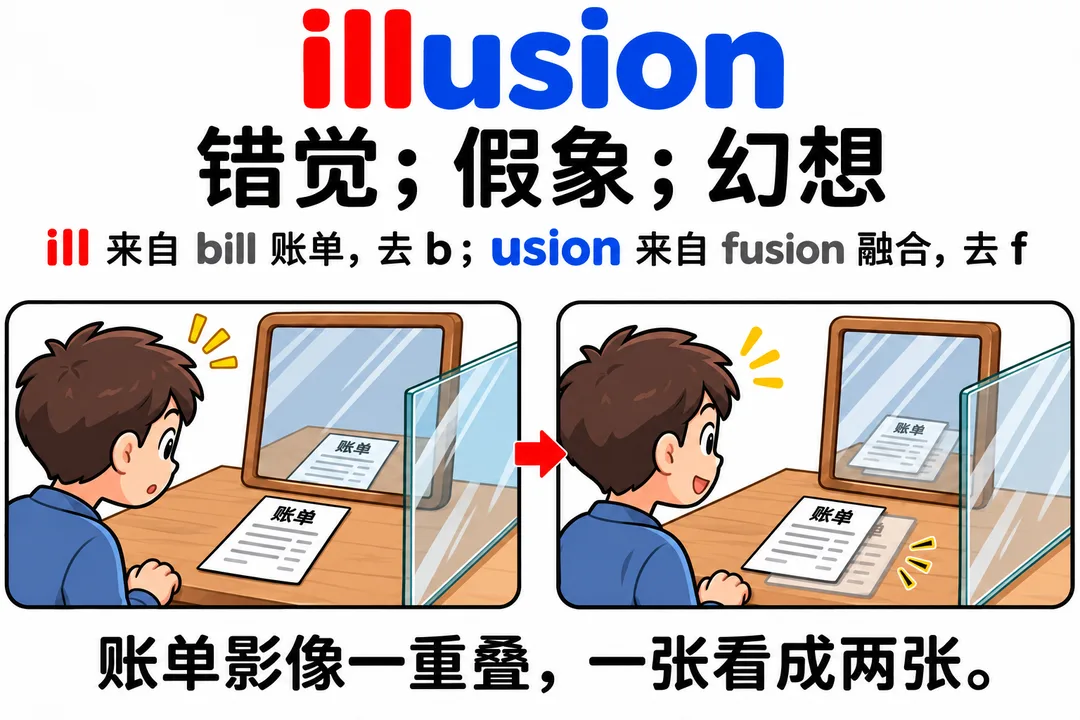 illusion
错觉；假象；幻想
ill 来自 bill 账单，去 b；usion 来自 fusion 融合，去 f
账单
账单
账单
账单
账单影像一重叠，一张看成两张。